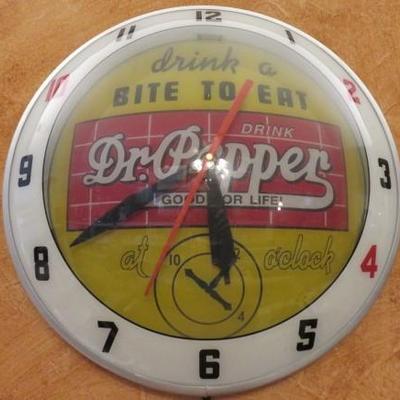 12
11 1
10 2
drink a
BITE TO EAT
DRINK
Dr. Pepper
GOOD FOR LIFE!
9 3
at 10 2 o'clock
4
8 4
7 5
6